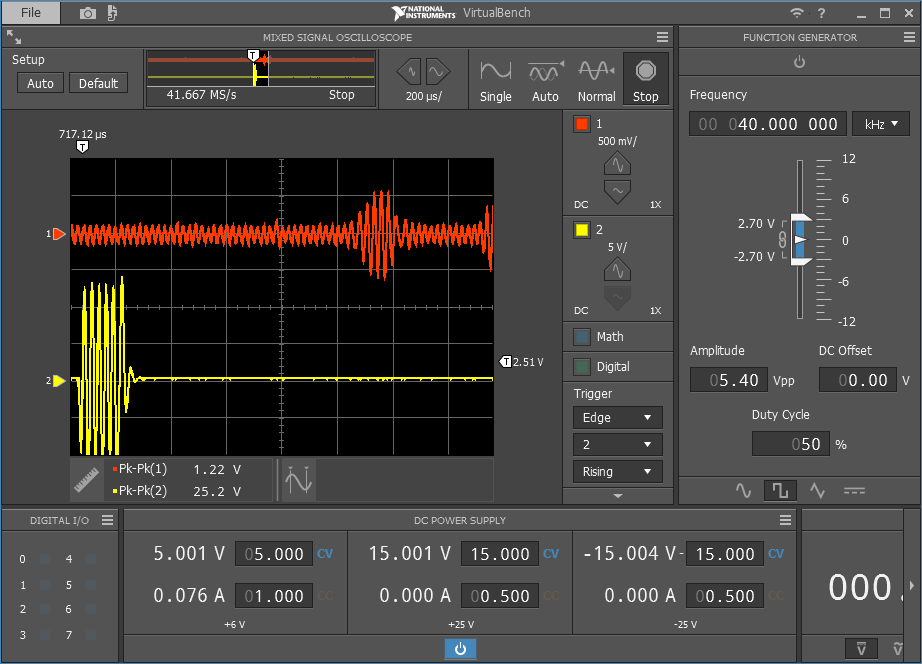 File
NATIONAL INSTRUMENTS VirtualBench
?
MIXED SIGNAL OSCILLOSCOPE
FUNCTION GENERATOR
Setup
Auto
Default
T
41.667 MS/s
Stop
200 µs/
Single
Auto
Normal
Stop
717.12 µs
T
1
2
T 2.51 V
Pk-Pk(1) 1.22 V
Pk-Pk(2) 25.2 V
1
500 mV/
DC 1X
2
5 V/
DC 1X
Math
Digital
Trigger
Edge
2
Rising
Frequency
00 040.000 000
kHz
12
6
0
-6
-12
2.70 V
-2.70 V
Amplitude
DC Offset
05.40 Vpp
00.00 V
Duty Cycle
050 %
DIGITAL I/O
0 4
1 5
2 6
3 7
DC POWER SUPPLY
5.001 V 05.000 CV
0.076 A 01.000 CC
+6 V
15.001 V 15.000 CV
0.000 A 00.500 CC
+25 V
-15.004 V - 15.000 CV
0.000 A 00.500 CC
-25 V
000.
V
V